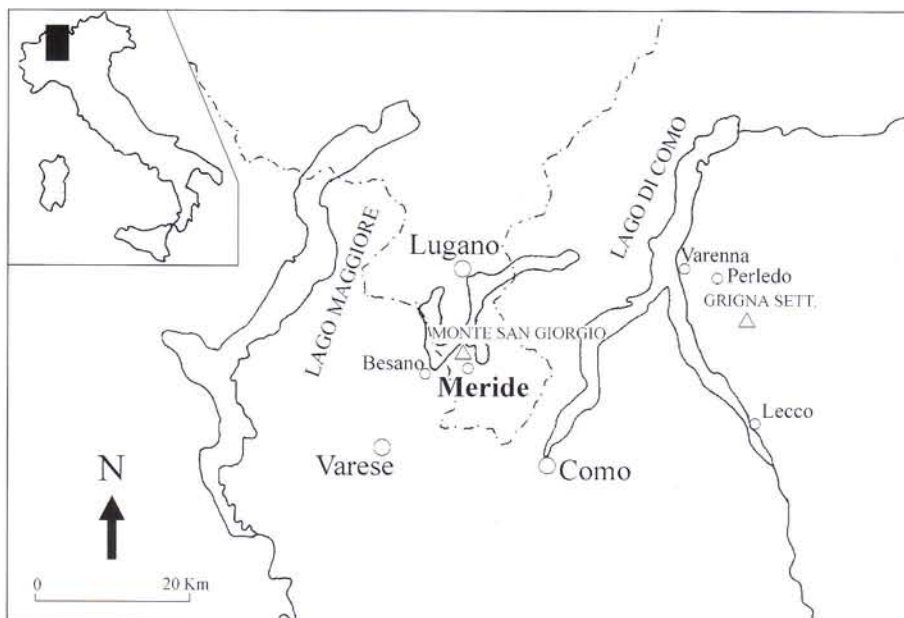 LAGO MAGGIORE
LAGO DI COMO
Lugano
Varenna
Perledo
GRIGNA SETT.
MONTE SAN GIORGIO
Besano
Meride
Lecco
Varese
Como
N
0 20 Km